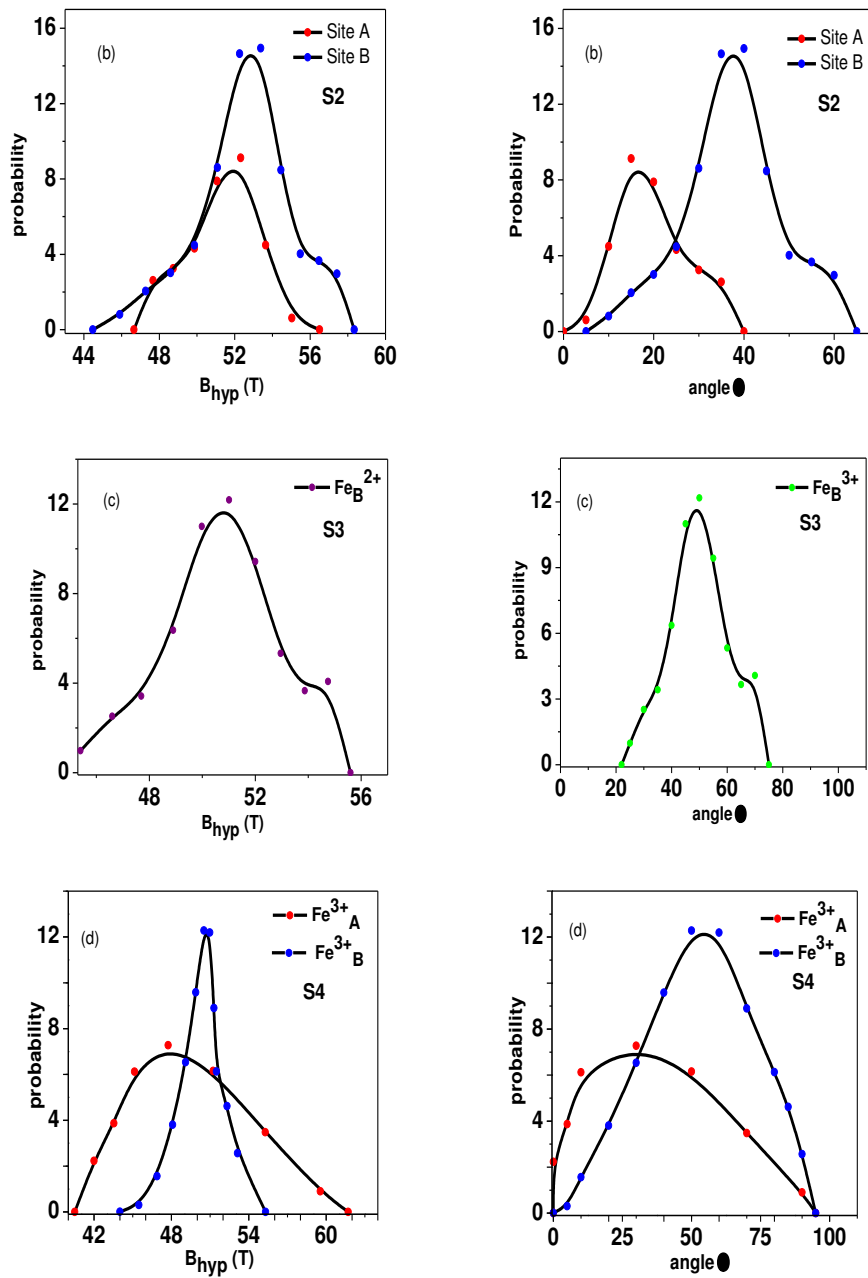 16
12
8
4
0
probability
(b)
Site A
Site B
S2
44 48 52 56 60
B_hyp (T)
16
12
8
4
0
Probability
(b)
Site A
Site B
S2
0 20 40 60
angle
12
8
4
0
probability
(c)
Fe_B^2+
S3
48 52 56
B_hyp (T)
12
9
6
3
0
probability
(c)
Fe_B^3+
S3
0 20 40 60 80 100
angle
12
8
4
0
probability
(d)
Fe^3+_A
Fe^3+_B
S4
42 48 54 60
B_hyp (T)
12
8
4
0
probability
(d)
Fe^3+_A
Fe^3+_B
S4
0 25 50 75 100
angle